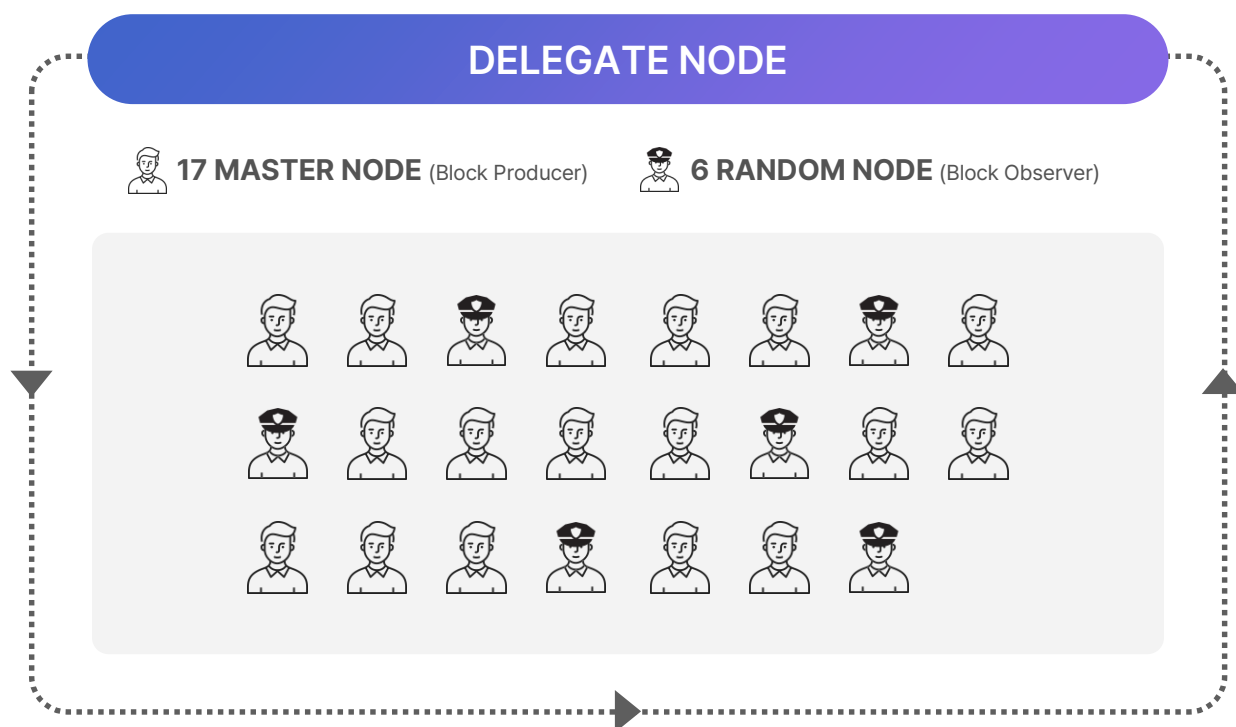 DELEGATE NODE
17 MASTER NODE (Block Producer)
6 RANDOM NODE (Block Observer)